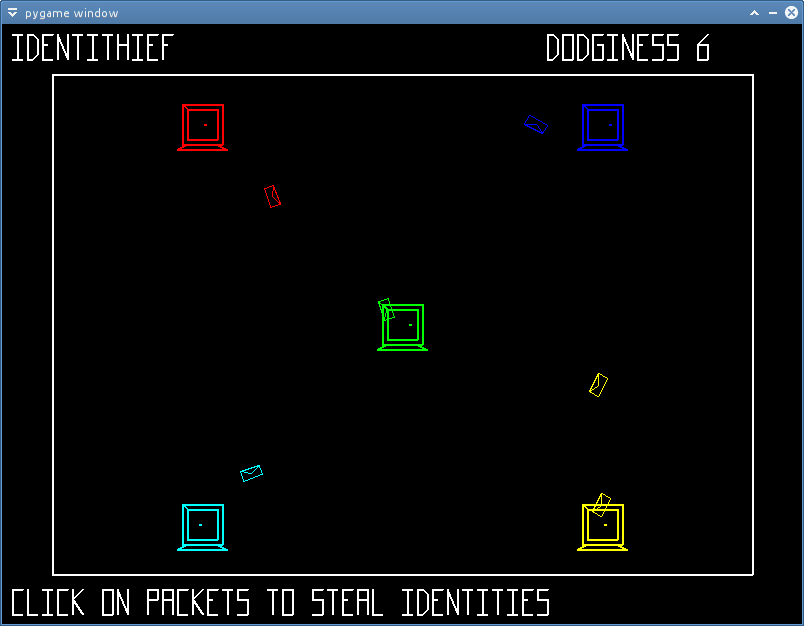 pygame window
IDENTITHIEF
DODGINESS 6
CLICK ON PACKETS TO STEAL IDENTITIES